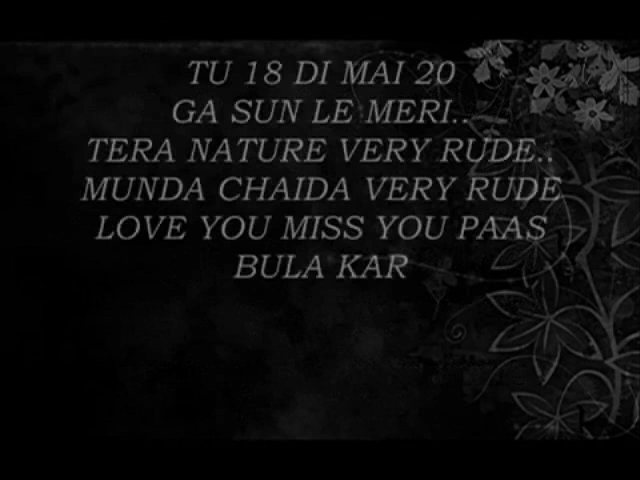 TU 18 DI MAI 20
GA SUN LE MERI..
TERA NATURE VERY RUDE..
MUNDA CHAIDA VERY RUDE
LOVE YOU MISS YOU PAAS
BULA KAR